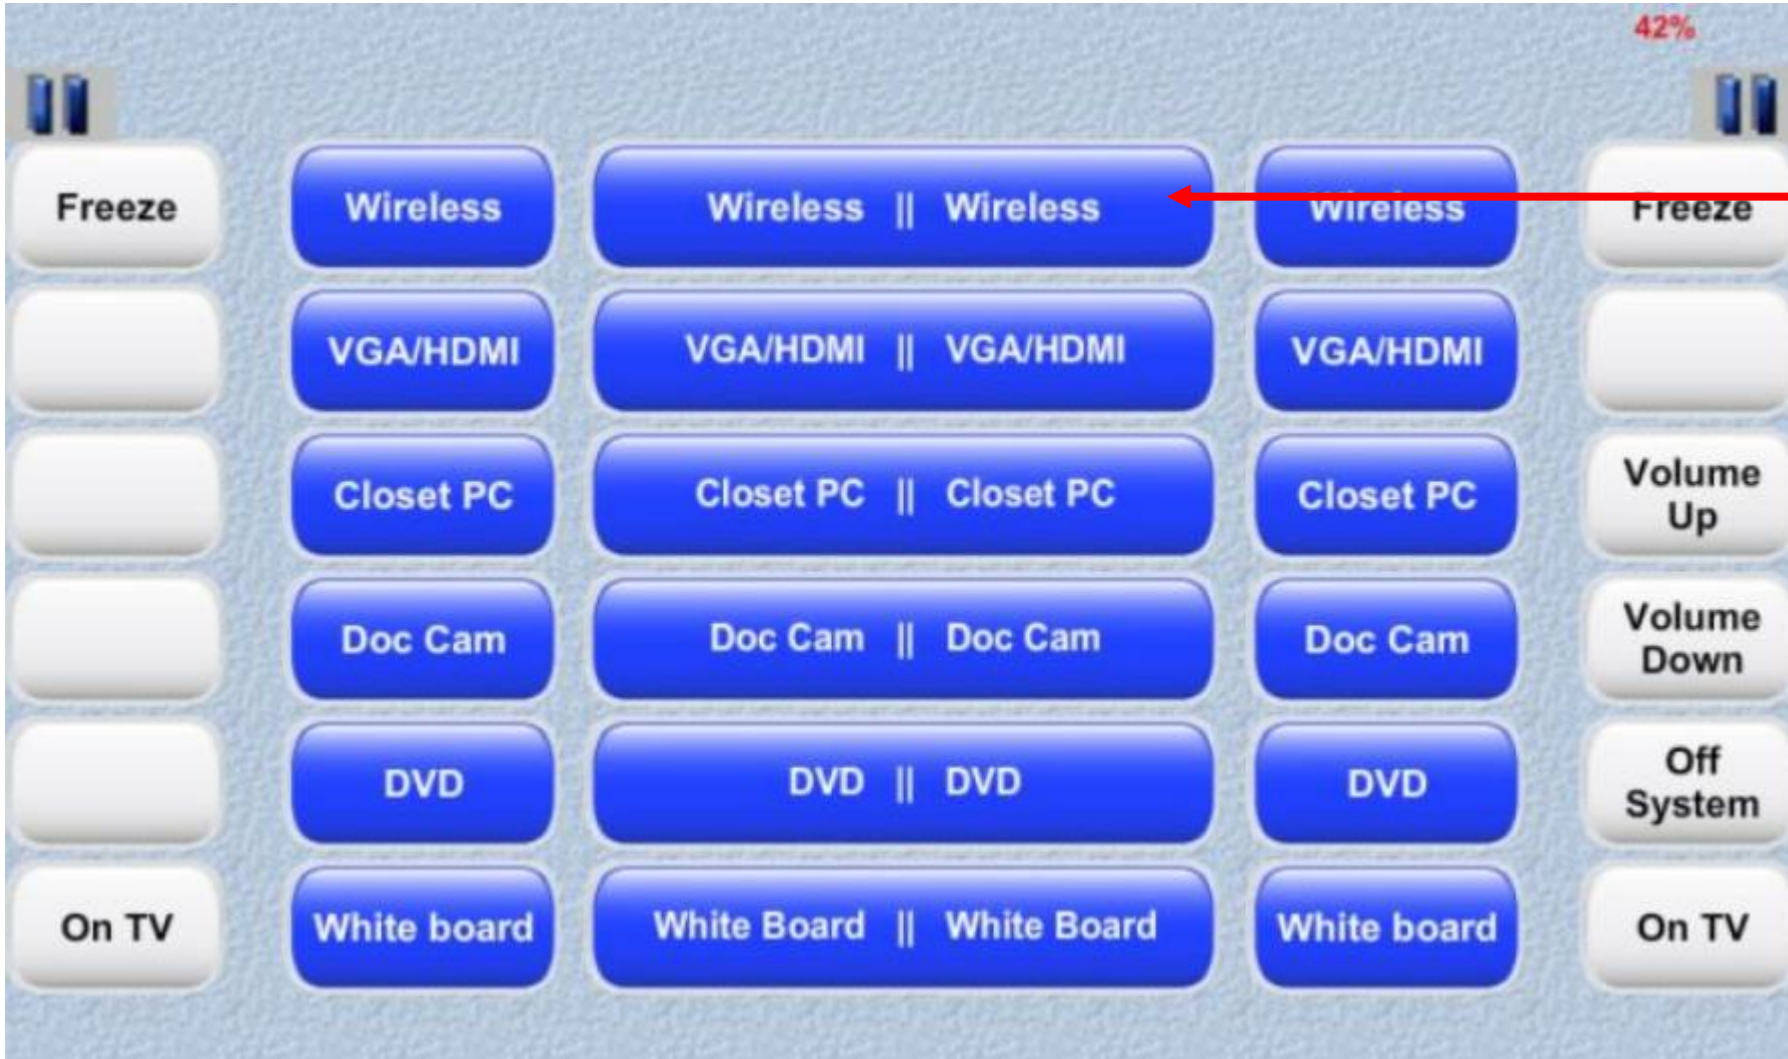 42%
Freeze Wireless Wireless || Wireless Wireless Freeze
VGA/HDMI VGA/HDMI || VGA/HDMI VGA/HDMI
Closet PC Closet PC || Closet PC Closet PC Volume
Up
Doc Cam Doc Cam || Doc Cam Doc Cam Volume
Down
DVD DVD || DVD DVD Off
System
On TV White board White Board || White Board White board On TV